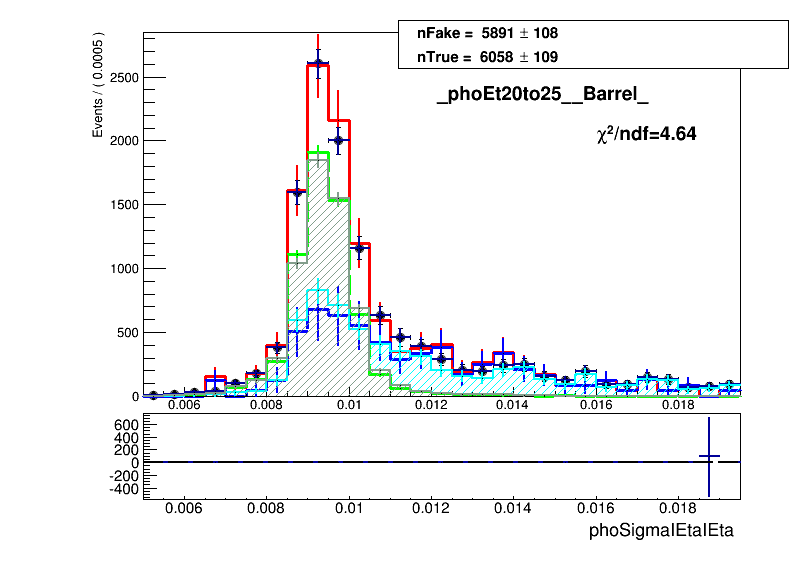 nFake = 5891 ± 108
nTrue = 6058 ± 109
_phoEt20to25__Barrel_
χ²/ndf=4.64
Events / ( 0.0005 )
2500
2000
1500
1000
500
0
0.006 0.008 0.01 0.012 0.014 0.016 0.018
600
400
200
0
-200
-400
0.006 0.008 0.01 0.012 0.014 0.016 0.018
phoSigmaIEtaIEta